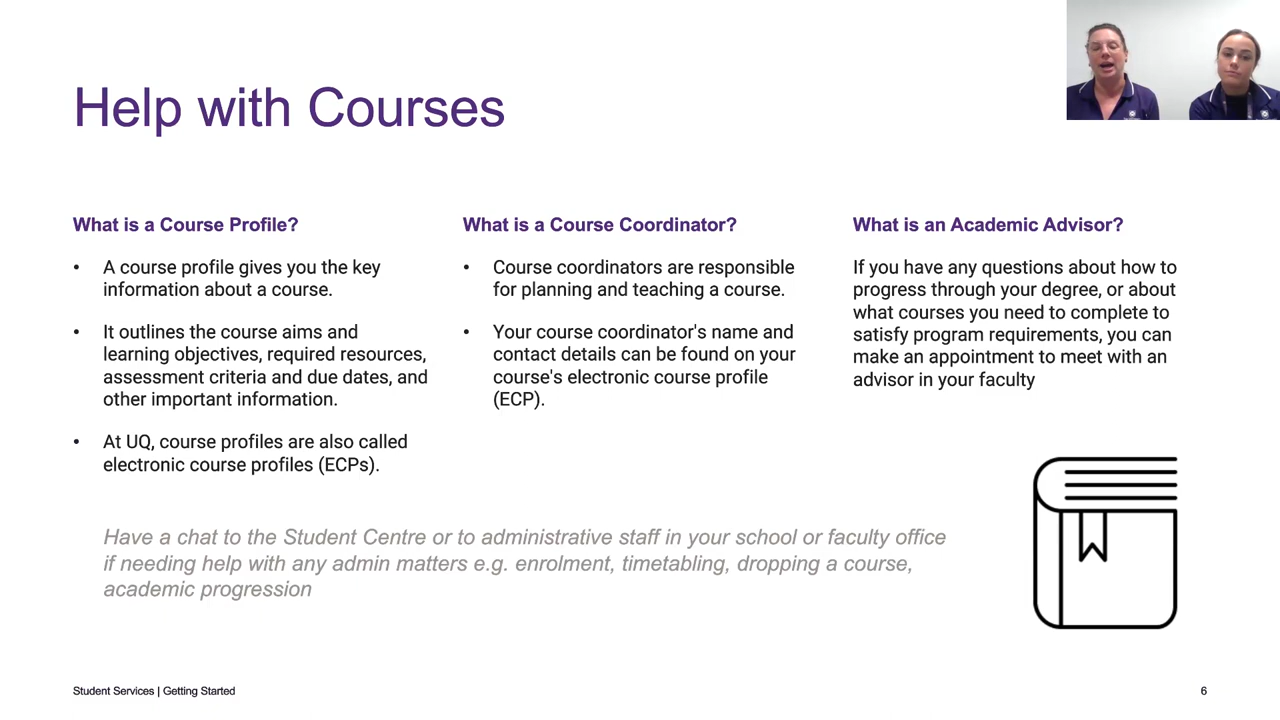 Help with Courses
What is a Course Profile?
• A course profile gives you the key
information about a course.
• It outlines the course aims and
learning objectives, required resources,
assessment criteria and due dates, and
other important information.
• At UQ, course profiles are also called
electronic course profiles (ECPs).
What is a Course Coordinator?
• Course coordinators are responsible
for planning and teaching a course.
• Your course coordinator's name and
contact details can be found on your
course's electronic course profile
(ECP).
What is an Academic Advisor?
If you have any questions about how to
progress through your degree, or about
what courses you need to complete to
satisfy program requirements, you can
make an appointment to meet with an
advisor in your faculty
Have a chat to the Student Centre or to administrative staff in your school or faculty office
if needing help with any admin matters e.g. enrolment, timetabling, dropping a course,
academic progression
Student Services | Getting Started
6